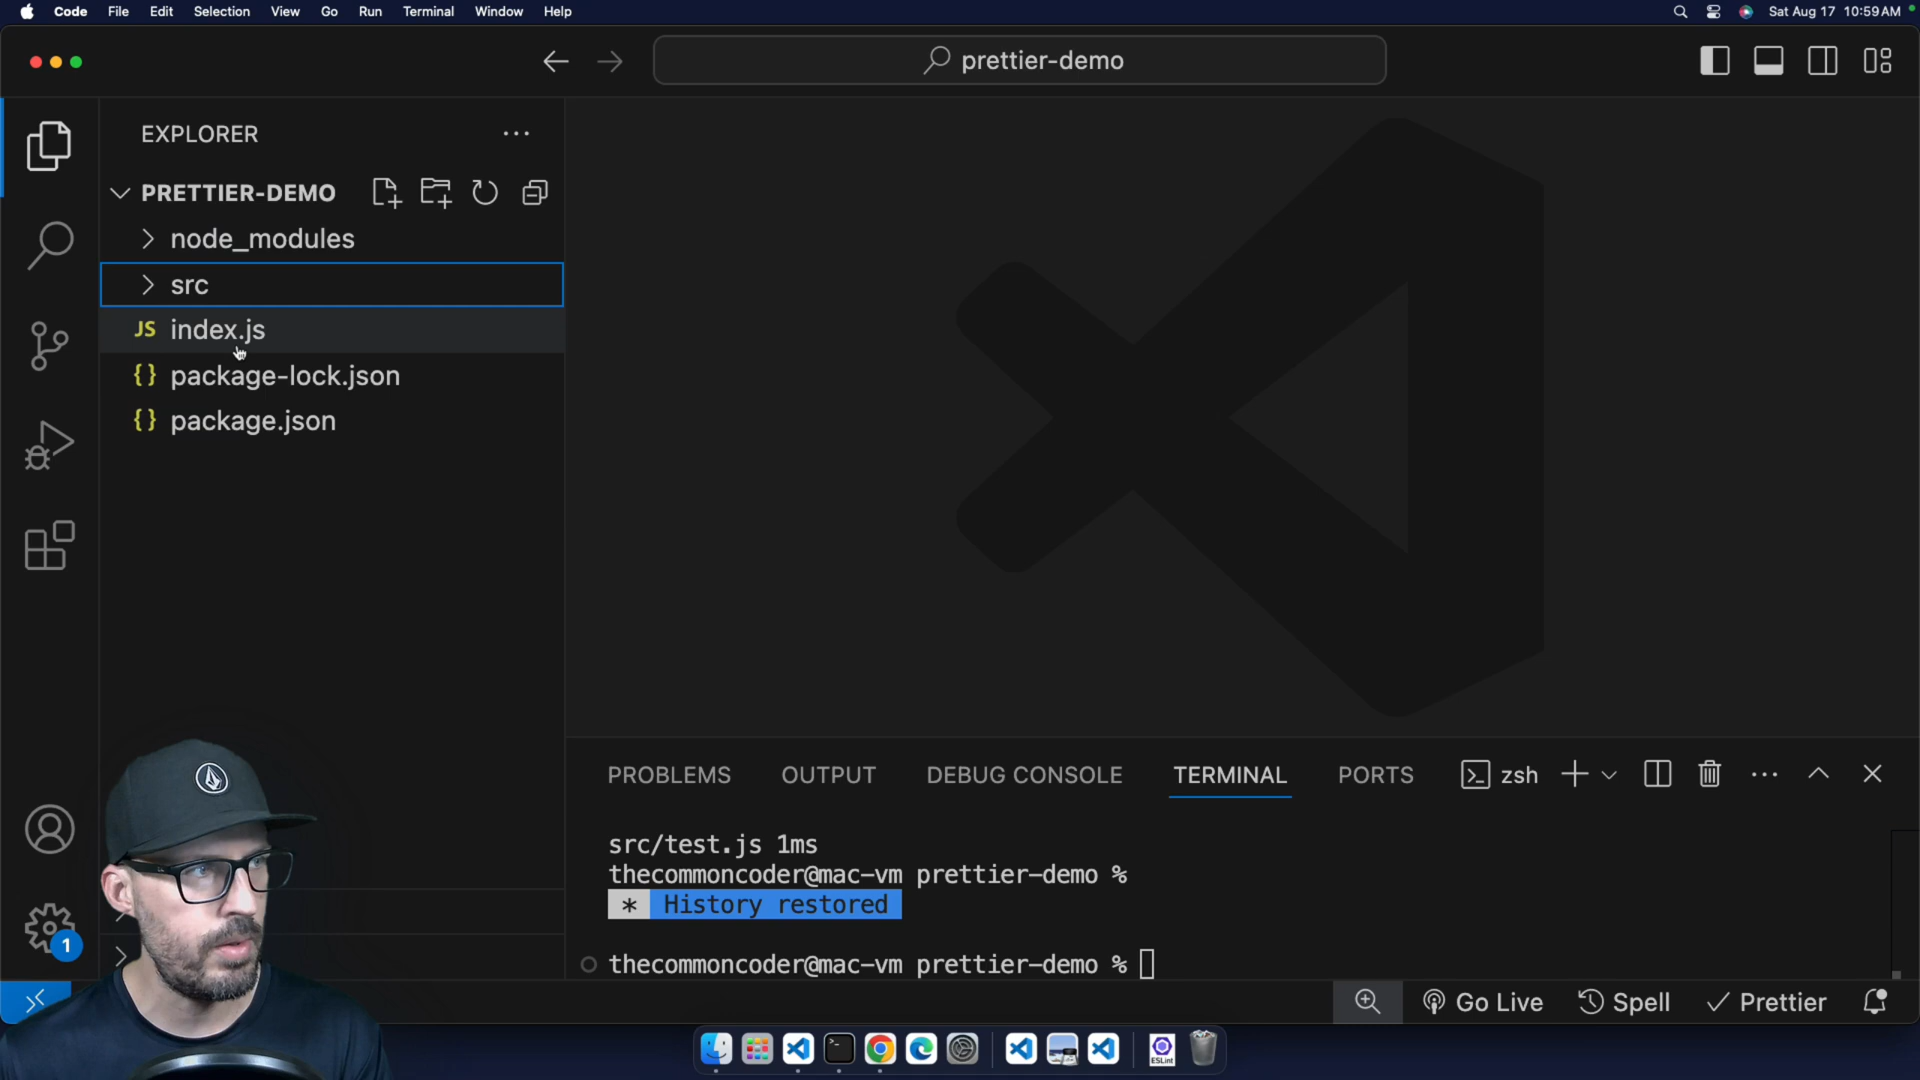 Code File Edit Selection View Go Run Terminal Window Help
Sat Aug 17 10:59 AM
prettier-demo
EXPLORER
PRETTIER-DEMO
node_modules
src
JS index.js
{} package-lock.json
{} package.json
PROBLEMS OUTPUT DEBUG CONSOLE TERMINAL PORTS zsh
src/test.js 1ms
thecommoncoder@mac-vm prettier-demo %
* History restored
thecommoncoder@mac-vm prettier-demo %
1
Go Live Spell Prettier
ESLint